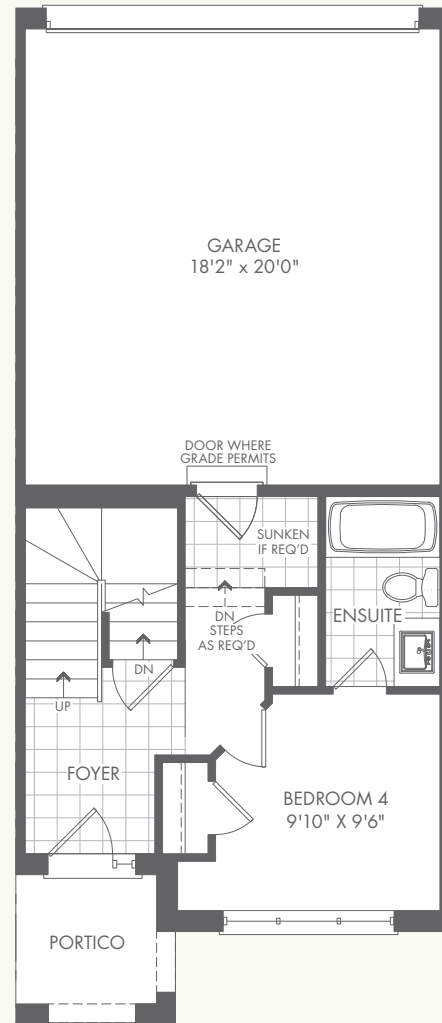 GARAGE
18'2" x 20'0"
DOOR WHERE
GRADE PERMITS
SUNKEN
IF REQ'D
DN
STEPS
AS REQ'D
ENSUITE
DN
UP
FOYER
BEDROOM 4
9'10" X 9'6"
PORTICO